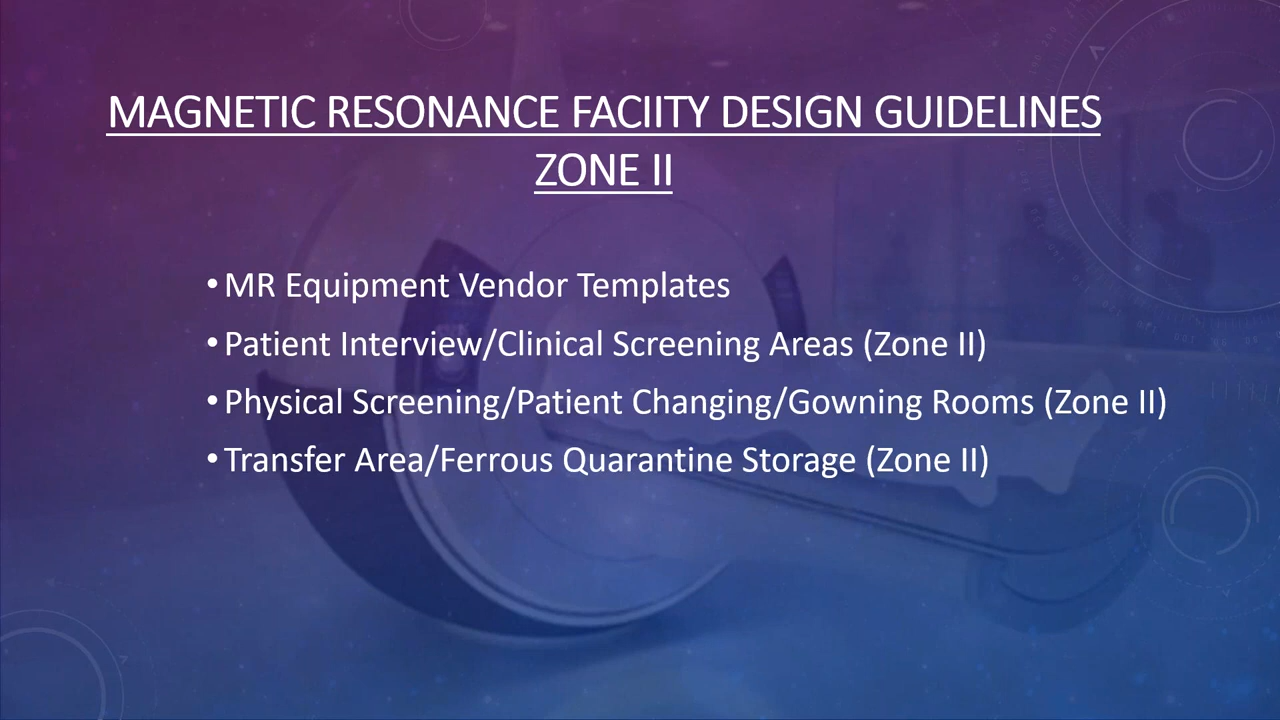 MAGNETIC RESONANCE FACIITY DESIGN GUIDELINES
ZONE II
• MR Equipment Vendor Templates
• Patient Interview/Clinical Screening Areas (Zone II)
• Physical Screening/Patient Changing/Gowning Rooms (Zone II)
• Transfer Area/Ferrous Quarantine Storage (Zone II)